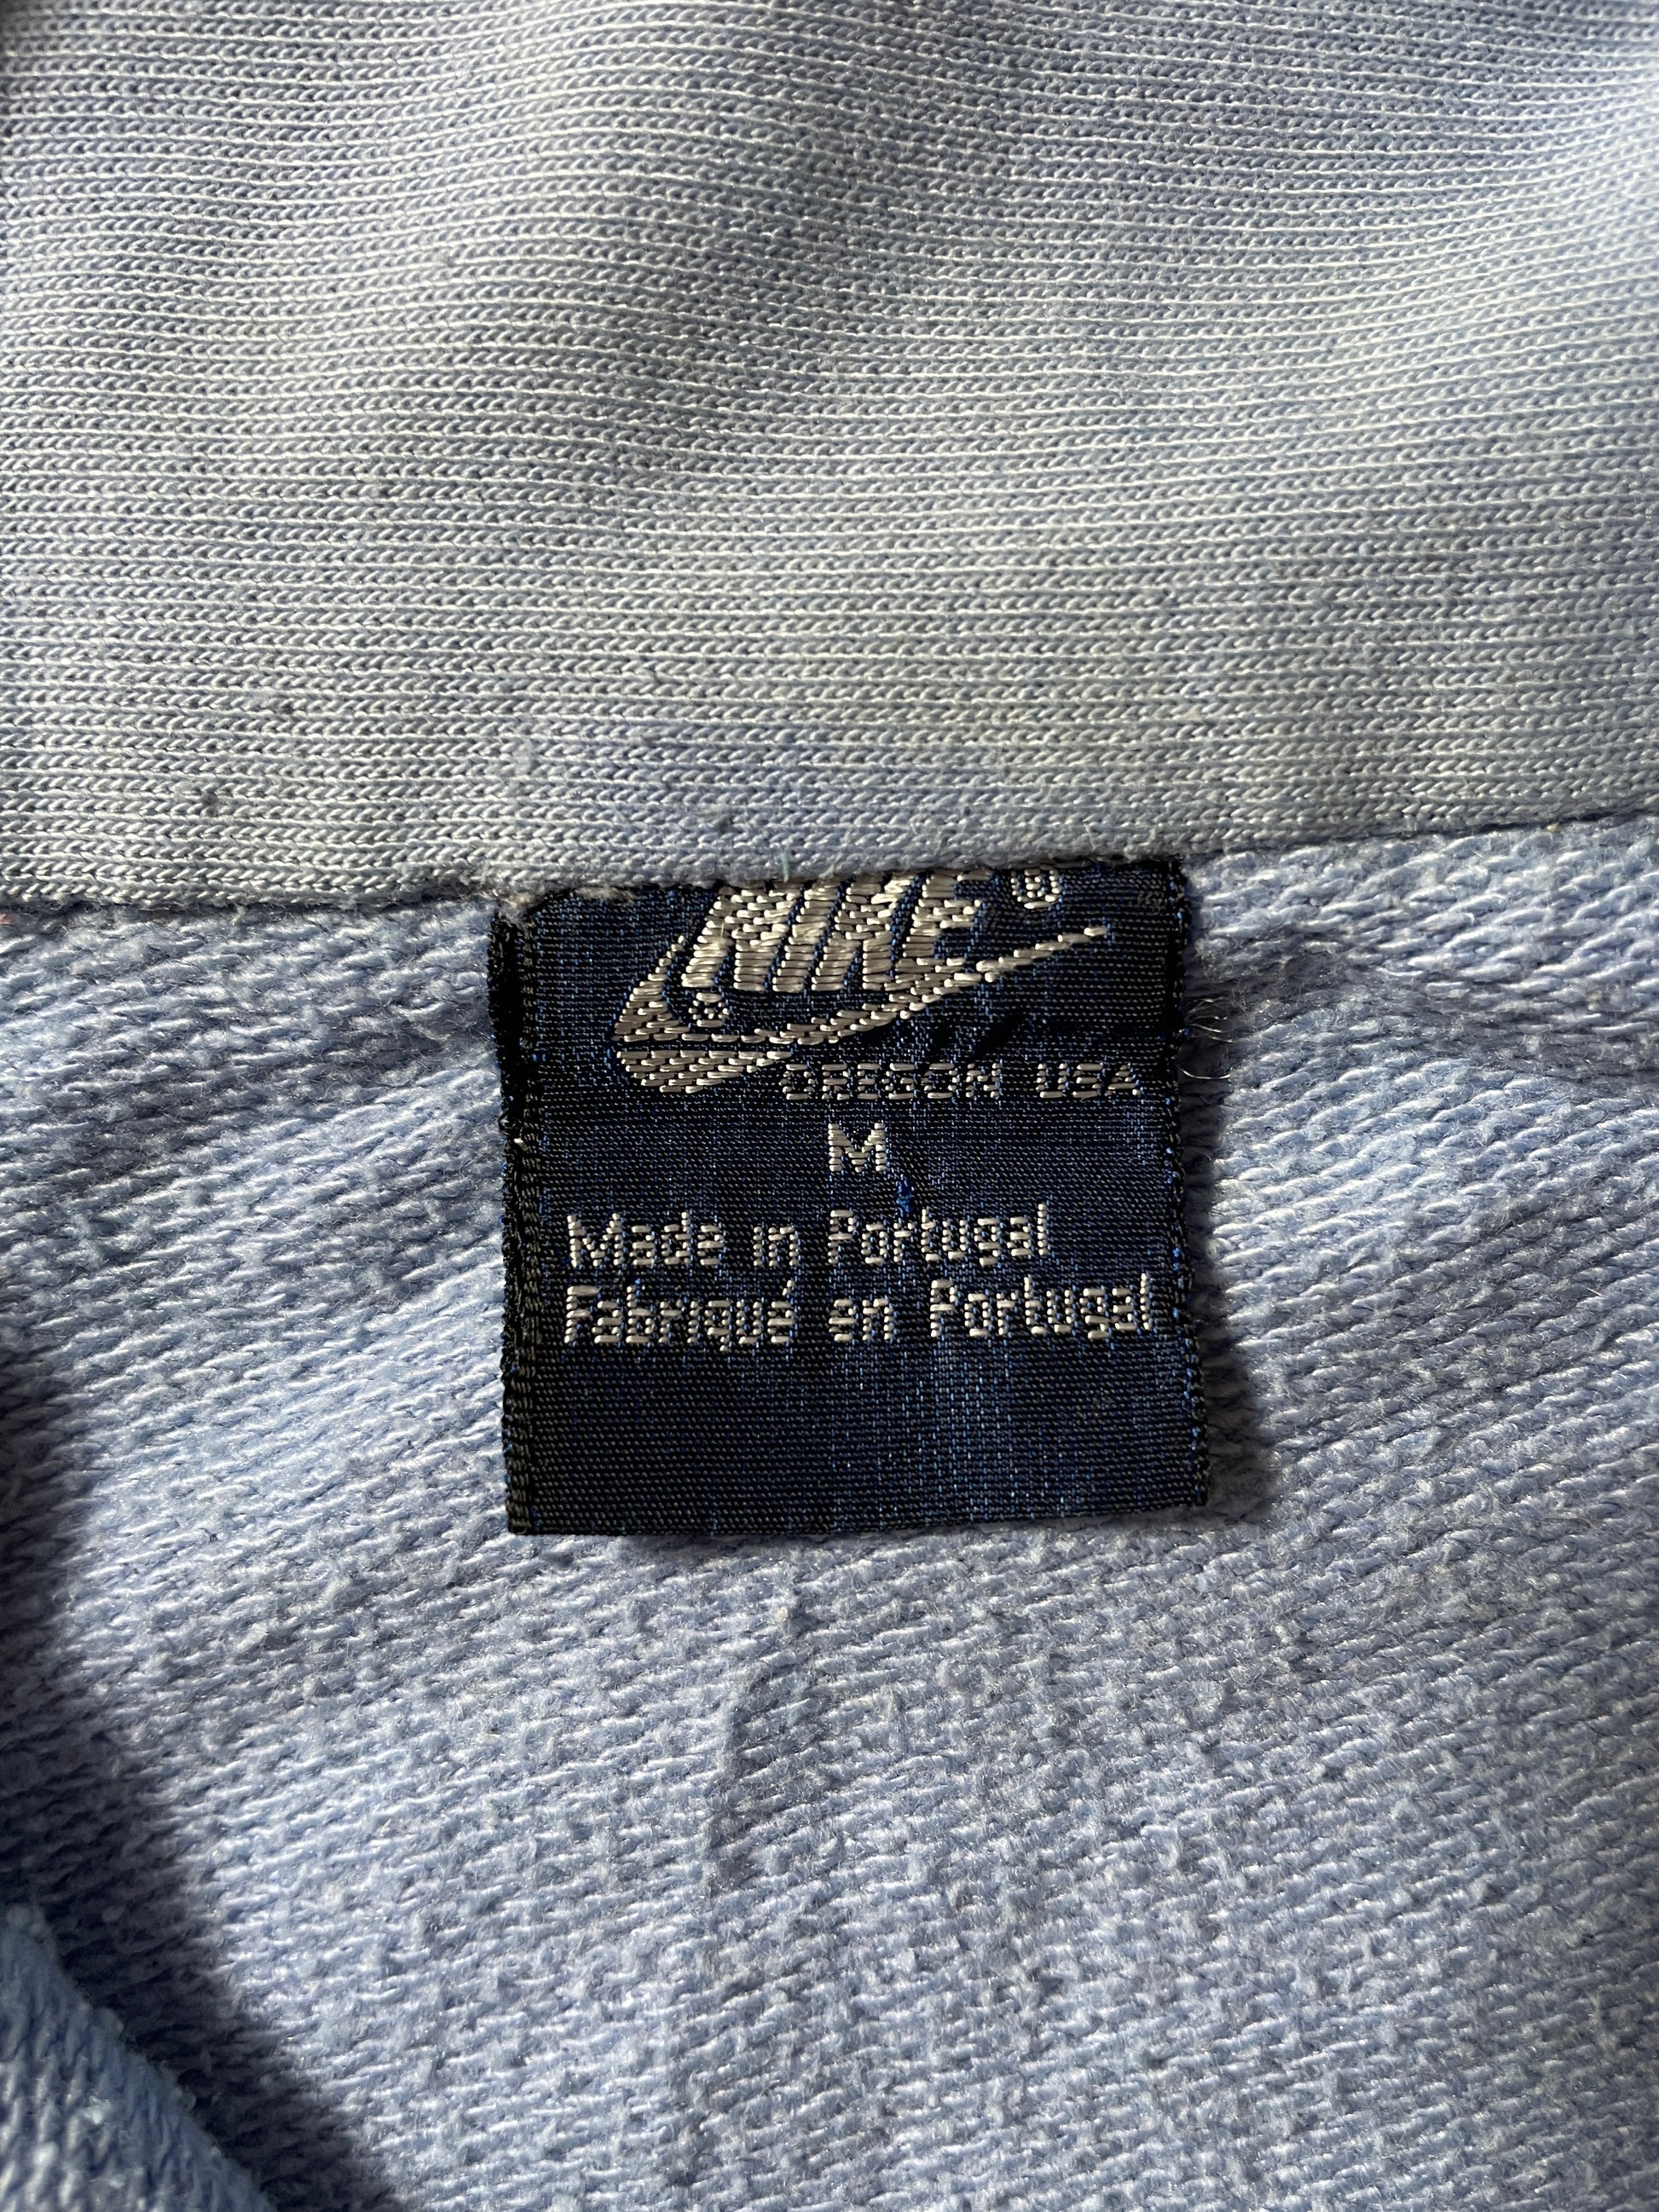 NIKE®
®
OREGON USA
M
Made in Portugal
Fabriqué en Portugal